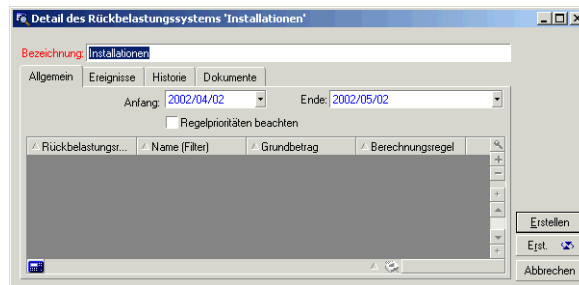 Detail des Rückbelastungssystems 'Installationen'
Bezeichnung: Installationen
Allgemein Ereignisse Historie Dokumente
Anfang: 2002/04/02 Ende: 2002/05/02
Regelprioritäten beachten
Rückbelastungsr... Name (Filter) Grundbetrag Berechnungsregel
Erstellen
Erst.
Abbrechen